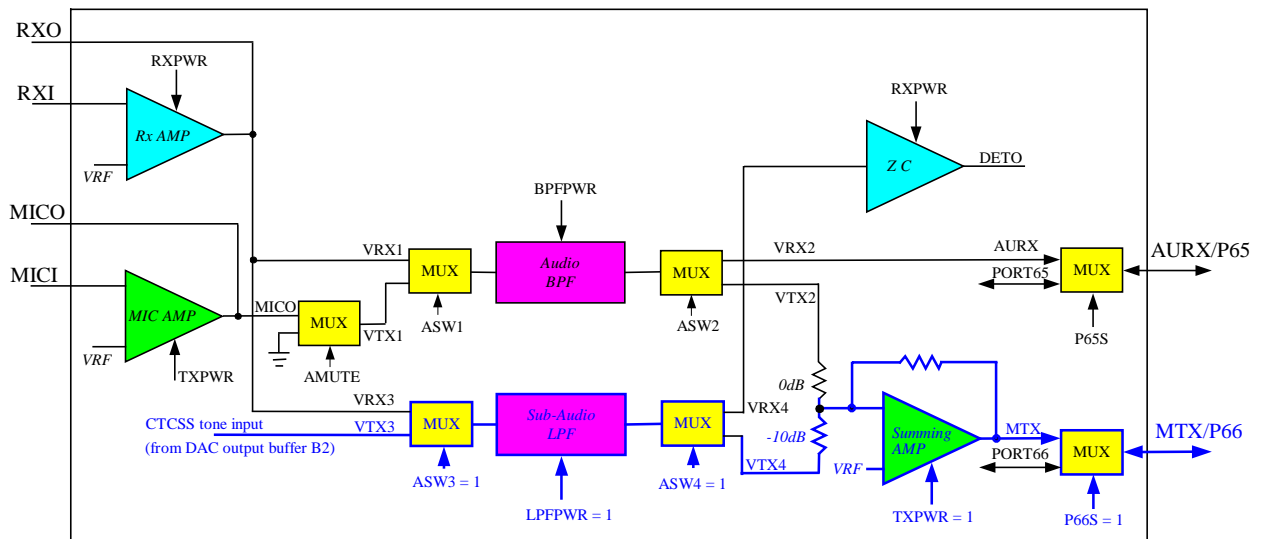 RXO
RXPWR
RXI
Rx AMP
VRF
RXPWR
Z C
DETO
MICO
BPFPWR
MICI
VRX1
MUX
Audio
BPF
MUX
VRX2
AURX
MUX
AURX/P65
PORT65
MICO
MUX
VTX1
VTX2
MIC AMP
ASW1
ASW2
P65S
VRF
TXPWR
AMUTE
0dB
VRX3
VRX4
CTCSS tone input
VTX3
(from DAC output buffer B2)
MUX
Sub-Audio
LPF
MUX
-10dB
Summing
AMP
MTX
MUX
MTX/P66
PORT66
VTX4
VRF
ASW3 = 1
ASW4 = 1
LPFPWR = 1
TXPWR = 1
P66S = 1